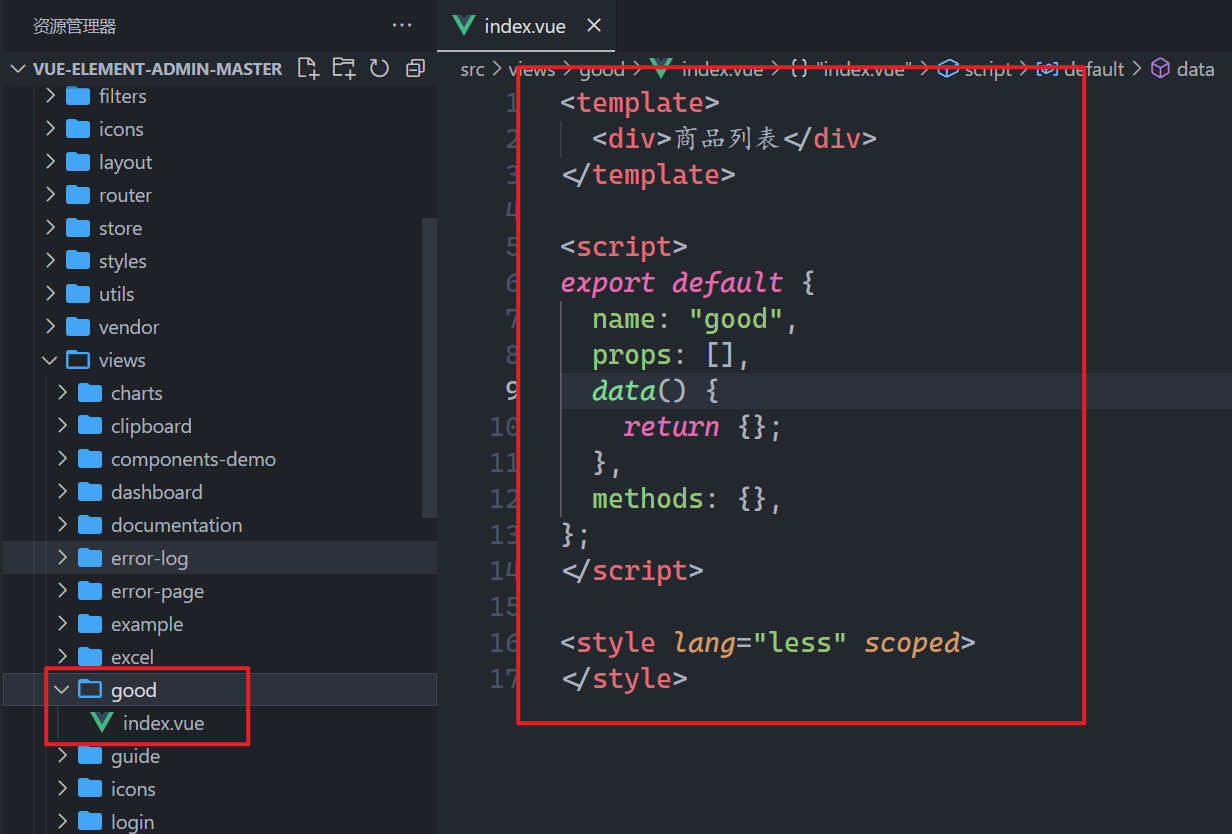 资源管理器 ···
VUE-ELEMENT-ADMIN-MASTER
filters
icons
layout
router
store
styles
utils
vendor
views
charts
clipboard
components-demo
dashboard
documentation
error-log
error-page
example
excel
good
index.vue
guide
icons
login
index.vue
src > views > good > index.vue > {} "index.vue" > script > default > data
1 <template>
2 <div>商品列表</div>
3 </template>
4
5 <script>
6 export default {
7 name: "good",
8 props: [],
9 data() {
10 return {};
11 },
12 methods: {},
13 };
14 </script>
15
16 <style lang="less" scoped>
17 </style>